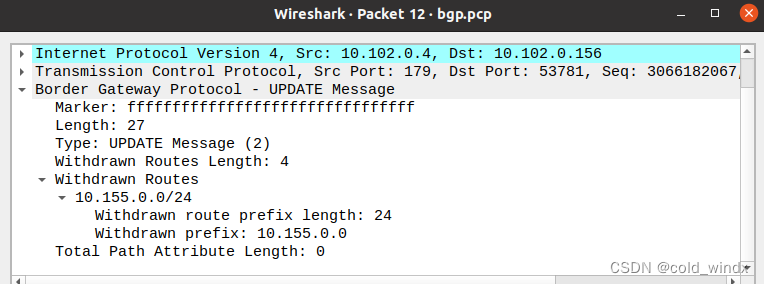 Wireshark · Packet 12 · bgp.pcp
Internet Protocol Version 4, Src: 10.102.0.4, Dst: 10.102.0.156
Transmission Control Protocol, Src Port: 179, Dst Port: 53781, Seq: 3066182067,
Border Gateway Protocol - UPDATE Message
Marker: ffffffffffffffffffffffffffffffff
Length: 27
Type: UPDATE Message (2)
Withdrawn Routes Length: 4
Withdrawn Routes
10.155.0.0/24
Withdrawn route prefix length: 24
Withdrawn prefix: 10.155.0.0
Total Path Attribute Length: 0
CSDN @cold_windx